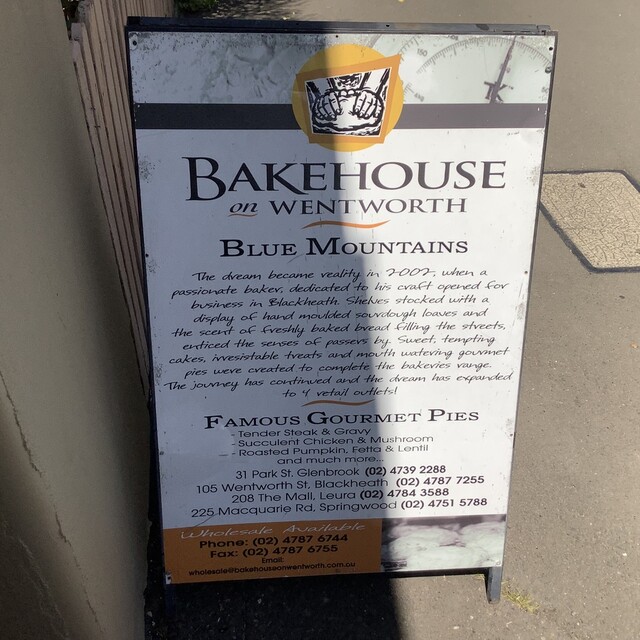 BAKEHOUSE
on WENTWORTH
BLUE MOUNTAINS
The dream became reality in 2002, when a
passionate baker, dedicated to his craft opened for
business in Blackheath. Shelves stocked with a
display of hand moulded sourdough loaves and
the scent of freshly baked bread filling the streets,
enticed the senses of passers by. Sweet, tempting
cakes, irresistable treats and mouth watering gourmet
pies were created to complete the bakeries range.
The journey has continued and the dream has expanded
to 4 retail outlets!
FAMOUS GOURMET PIES
- Tender Steak & Gravy
- Succulent Chicken & Mushroom
- Roasted Pumpkin, Fetta & Lentil
and much more...
31 Park St. Glenbrook (02) 4739 2288
105 Wentworth St, Blackheath (02) 4787 7255
208 The Mall, Leura (02) 4784 3588
225 Macquarie Rd, Springwood (02) 4751 5788
Wholesale Available
Phone: (02) 4787 6744
Fax: (02) 4787 6755
Email:
wholesale@bakehouseonwentworth.com.au